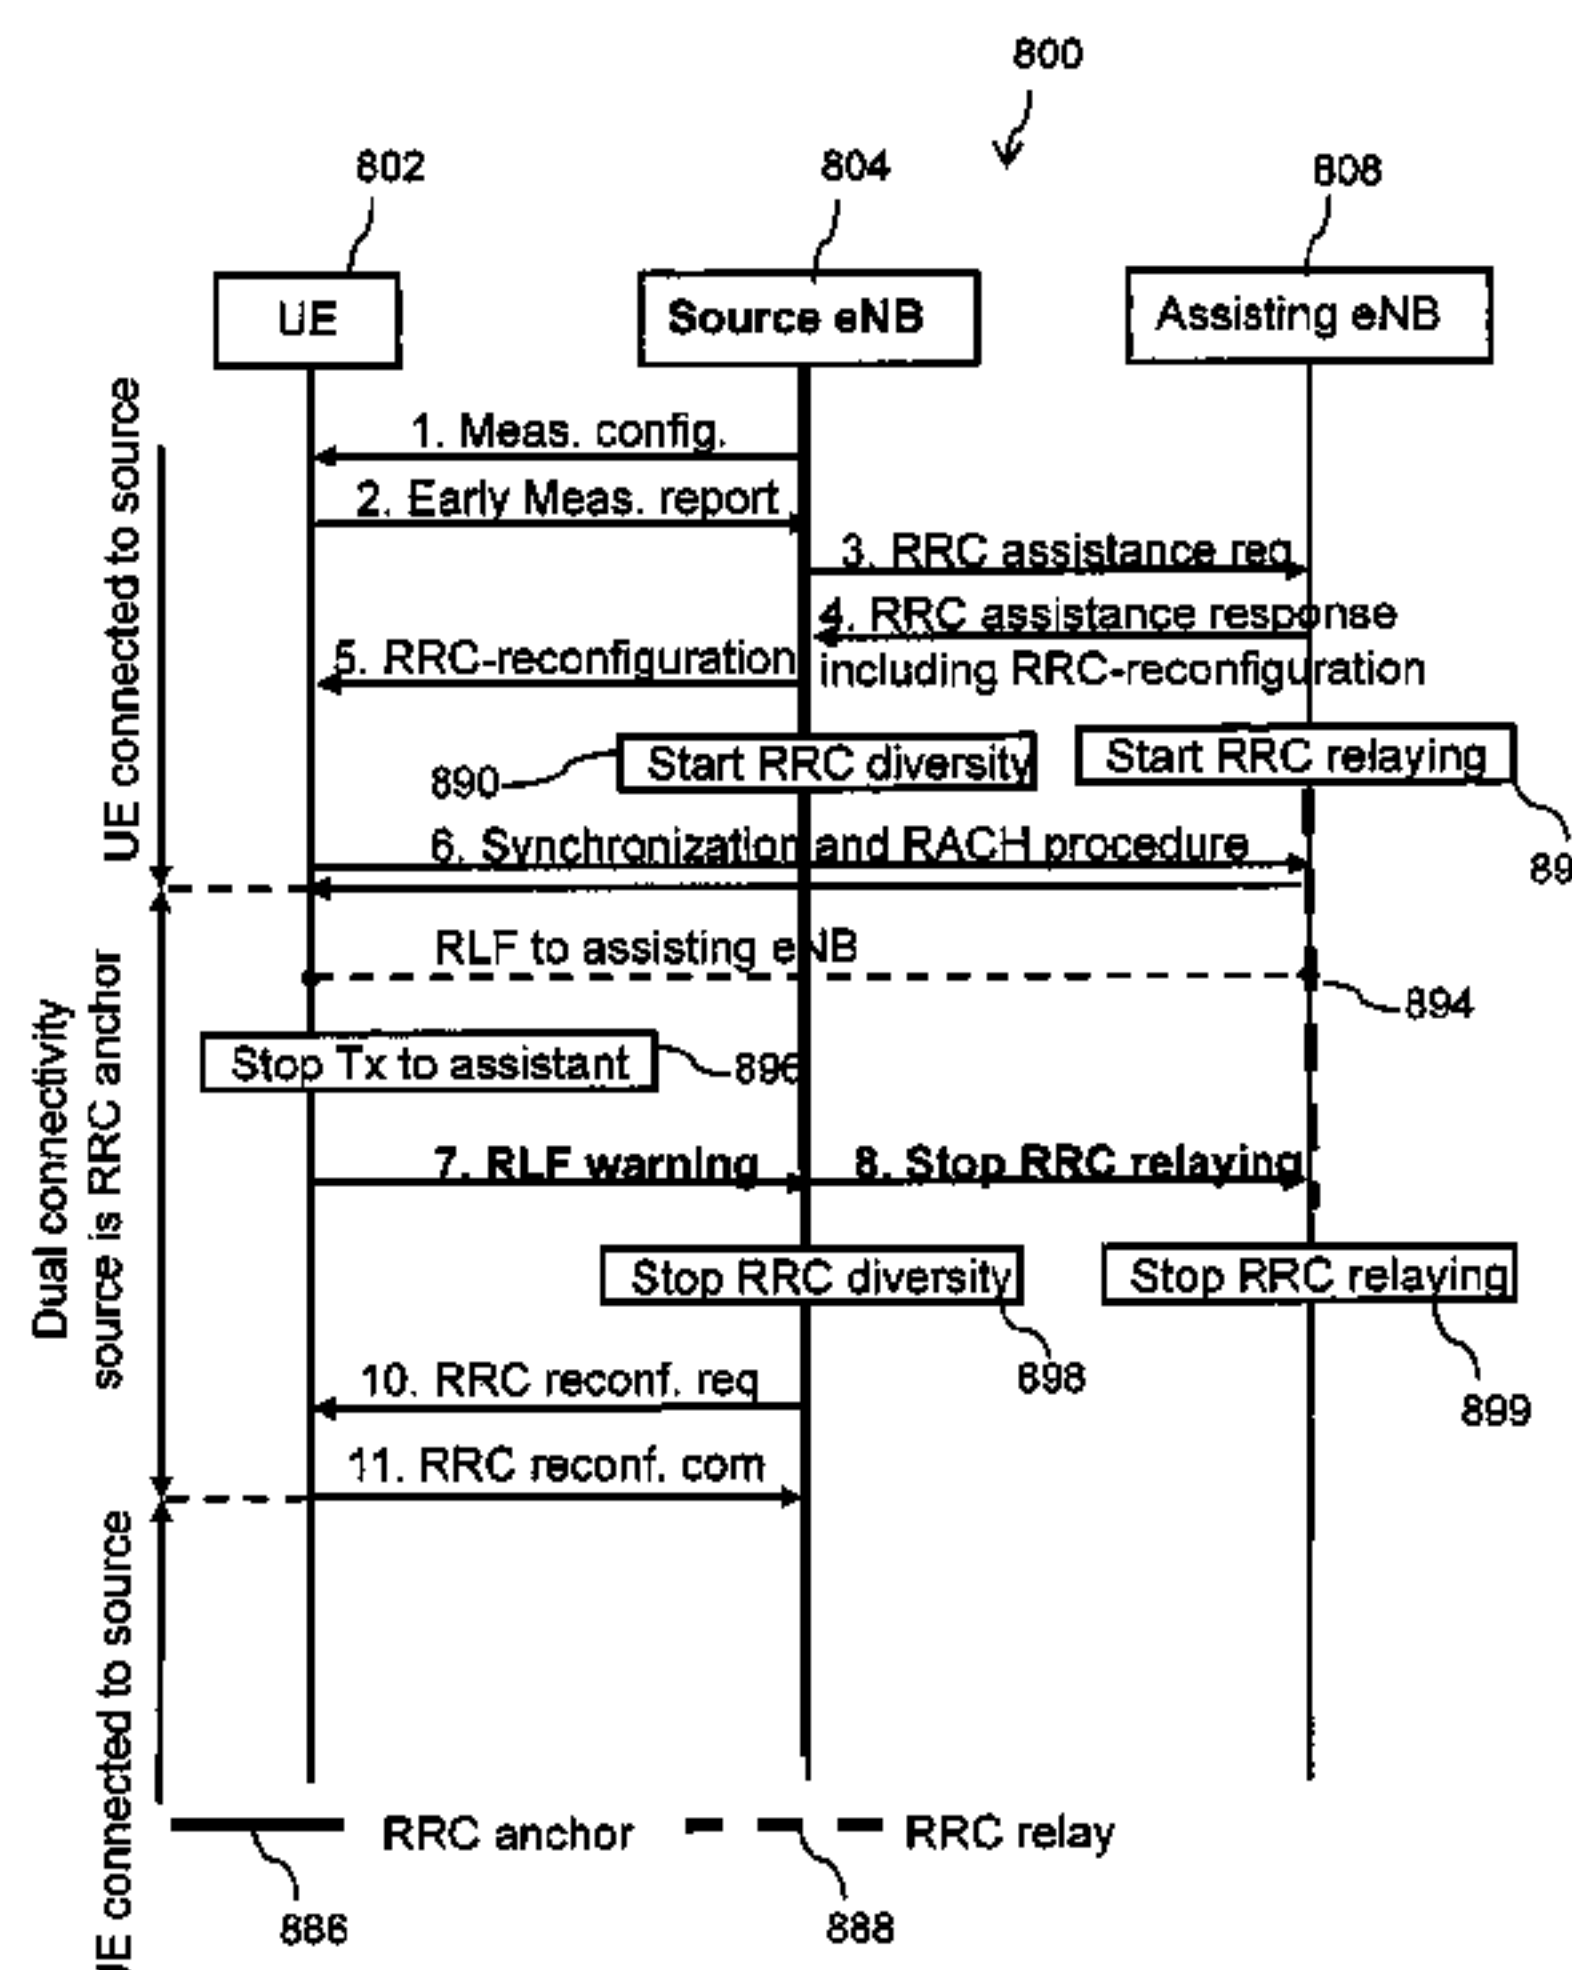 800
802
804
808
UE
Source eNB
Assisting eNB
UE connected to source
1. Meas. config.
2. Early Meas. report
3. RRC assistance req
4. RRC assistance response
including RRC-reconfiguration
5. RRC-reconfiguration
Start RRC diversity
890
Start RRC relaying
89
6. Synchronization and RACH procedure
Dual connectivity
source is RRC anchor
RLF to assisting eNB
894
Stop Tx to assistant
896
7. RLF warning
8. Stop RRC relaying
Stop RRC diversity
898
Stop RRC relaying
899
10. RRC reconf. req
11. RRC reconf. com
UE connected to source
RRC anchor
RRC relay
886
888